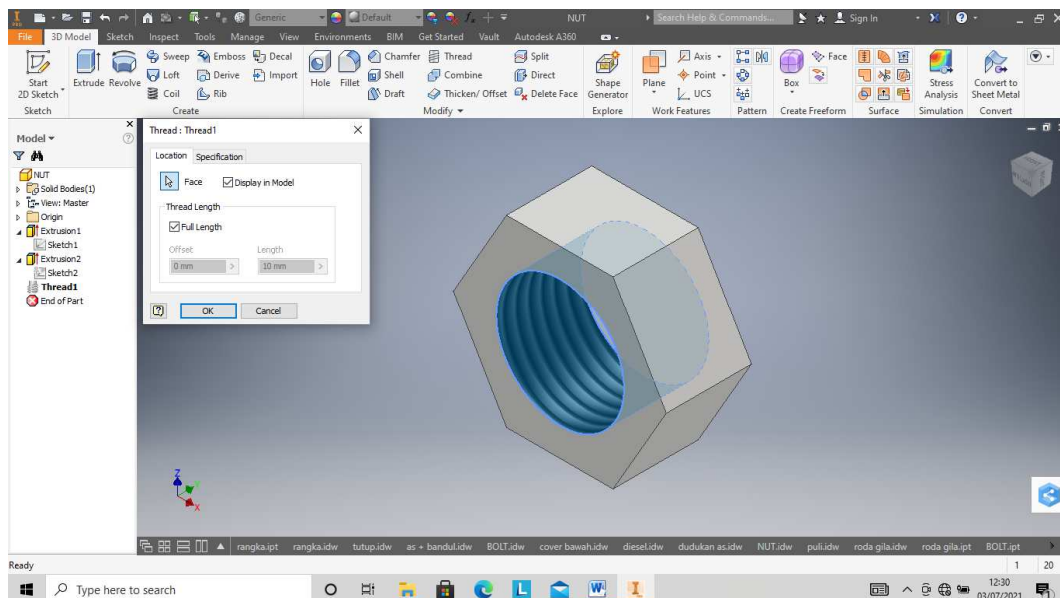 PRO
Generic
Default
NUT
Search Help & Commands...
Sign In
File 3D Model Sketch Inspect Tools Manage View Environments BIM Get Started Vault Autodesk A360
Start
2D Sketch
Extrude Revolve
Sweep Emboss Decal
Loft Derive Import
Coil Rib
Hole Fillet
Chamfer Thread Split
Shell Combine Direct
Draft Thicken/ Offset Delete Face
Shape
Generator
Plane
Axis
Point
UCS
Box
Face
Stress
Analysis
Convert to
Sheet Metal
Sketch Create Modify Explore Work Features Pattern Create Freeform Surface Simulation Convert
Model
NUT
Solid Bodies(1)
View: Master
Origin
Extrusion1
Sketch1
Extrusion2
Sketch2
Thread1
End of Part
Thread : Thread1
Location Specification
Face Display in Model
Thread Length
Full Length
Offset Length
0 mm > 10 mm >
OK Cancel
Z
X
rangka.ipt rangka.idw tutup.idw as + bandul.idw BOLT.idw cover bawah.idw diesel.idw dudukan as.idw NUT.idw puli.idw roda gila.idw roda gila.ipt BOLT.ipt
Ready
1 20
Type here to search
12:30
03/07/2021